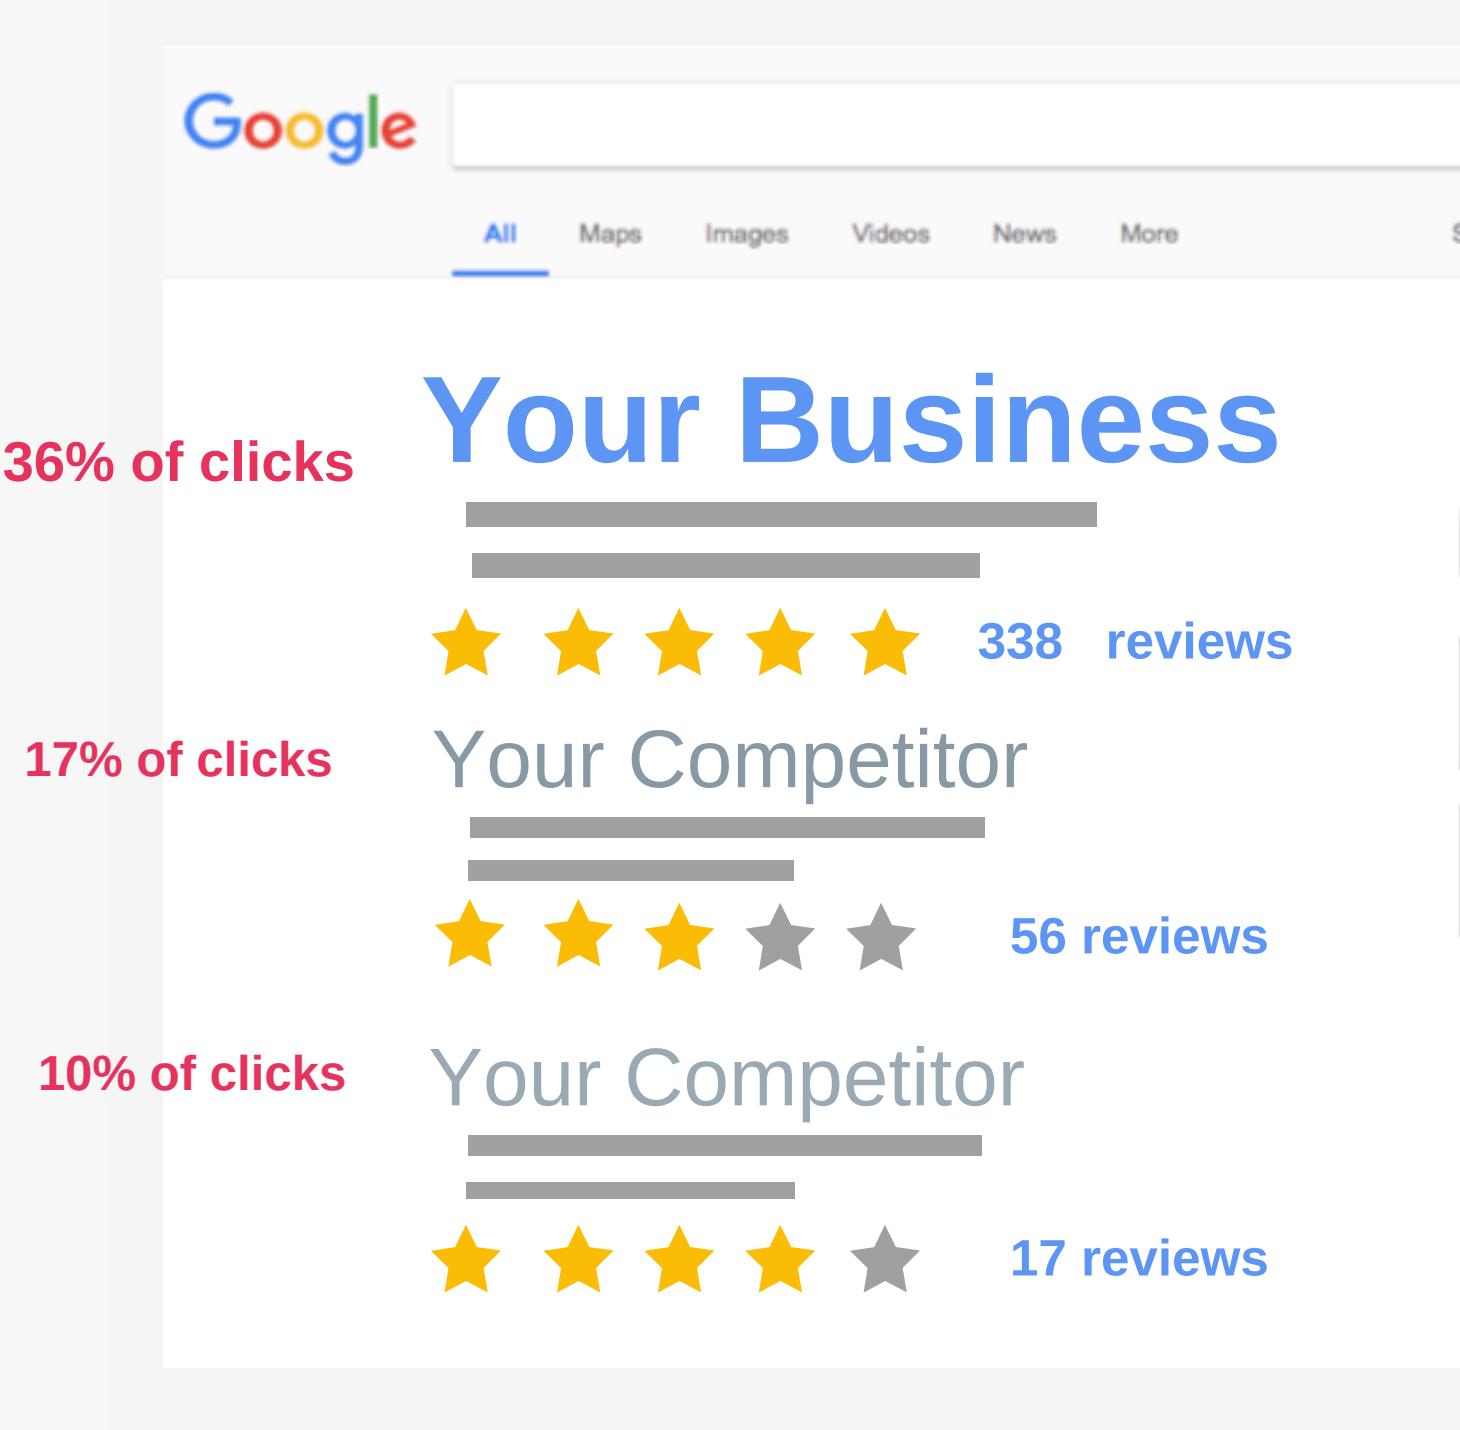 Google
All Maps Images Videos News More
Your Business
36% of clicks
338 reviews
Your Competitor
17% of clicks
56 reviews
Your Competitor
10% of clicks
17 reviews